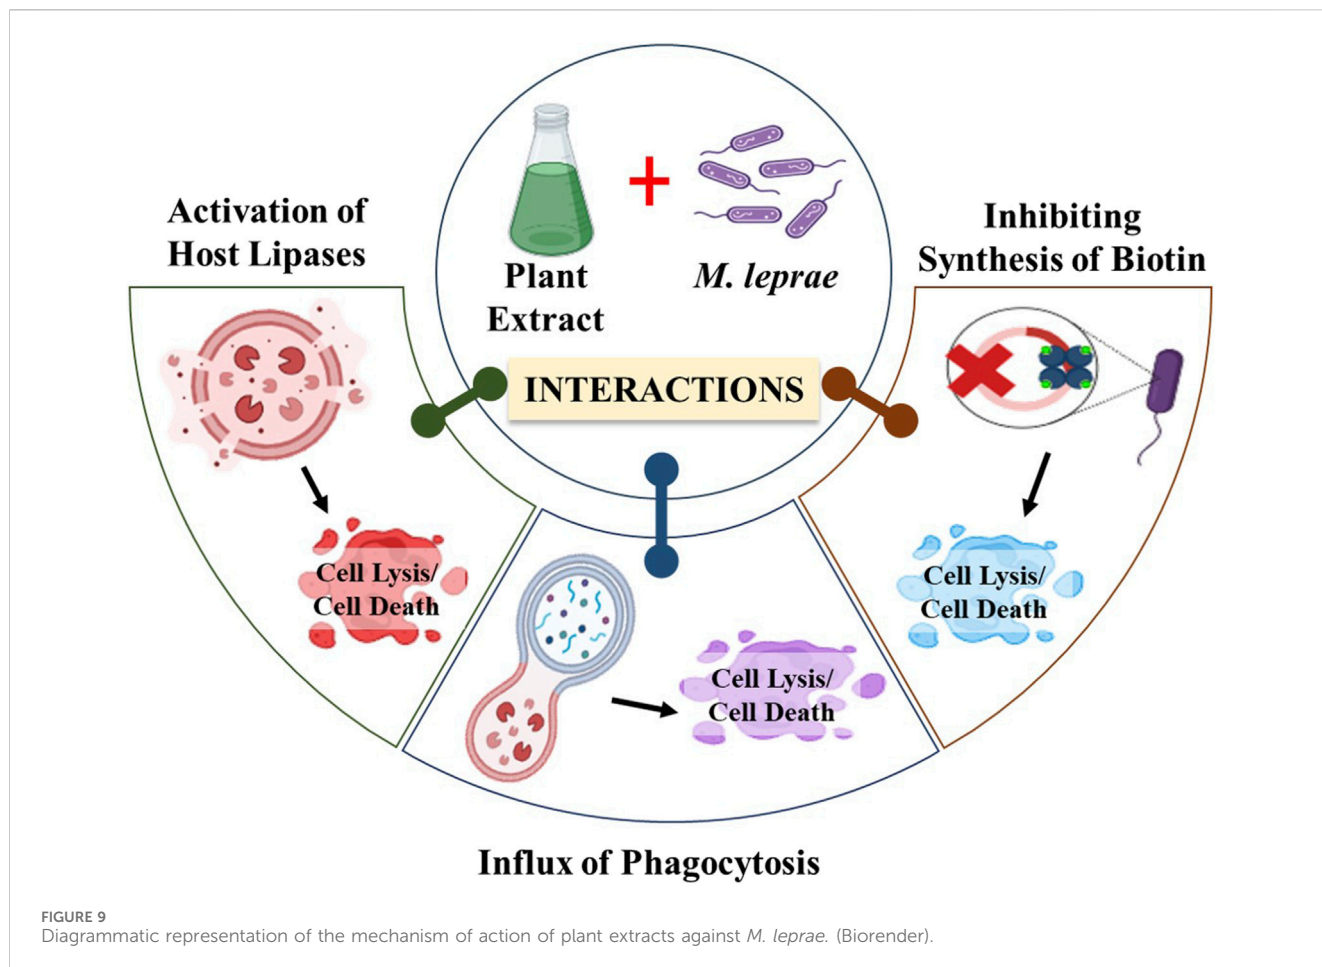 Plant
Extract
M. leprae
INTERACTIONS
Activation of
Host Lipases
Cell Lysis/
Cell Death
Cell Lysis/
Cell Death
Influx of Phagocytosis
Inhibiting
Synthesis of Biotin
Cell Lysis/
Cell Death
FIGURE 9
Diagrammatic representation of the mechanism of action of plant extracts against M. leprae. (Biorender).